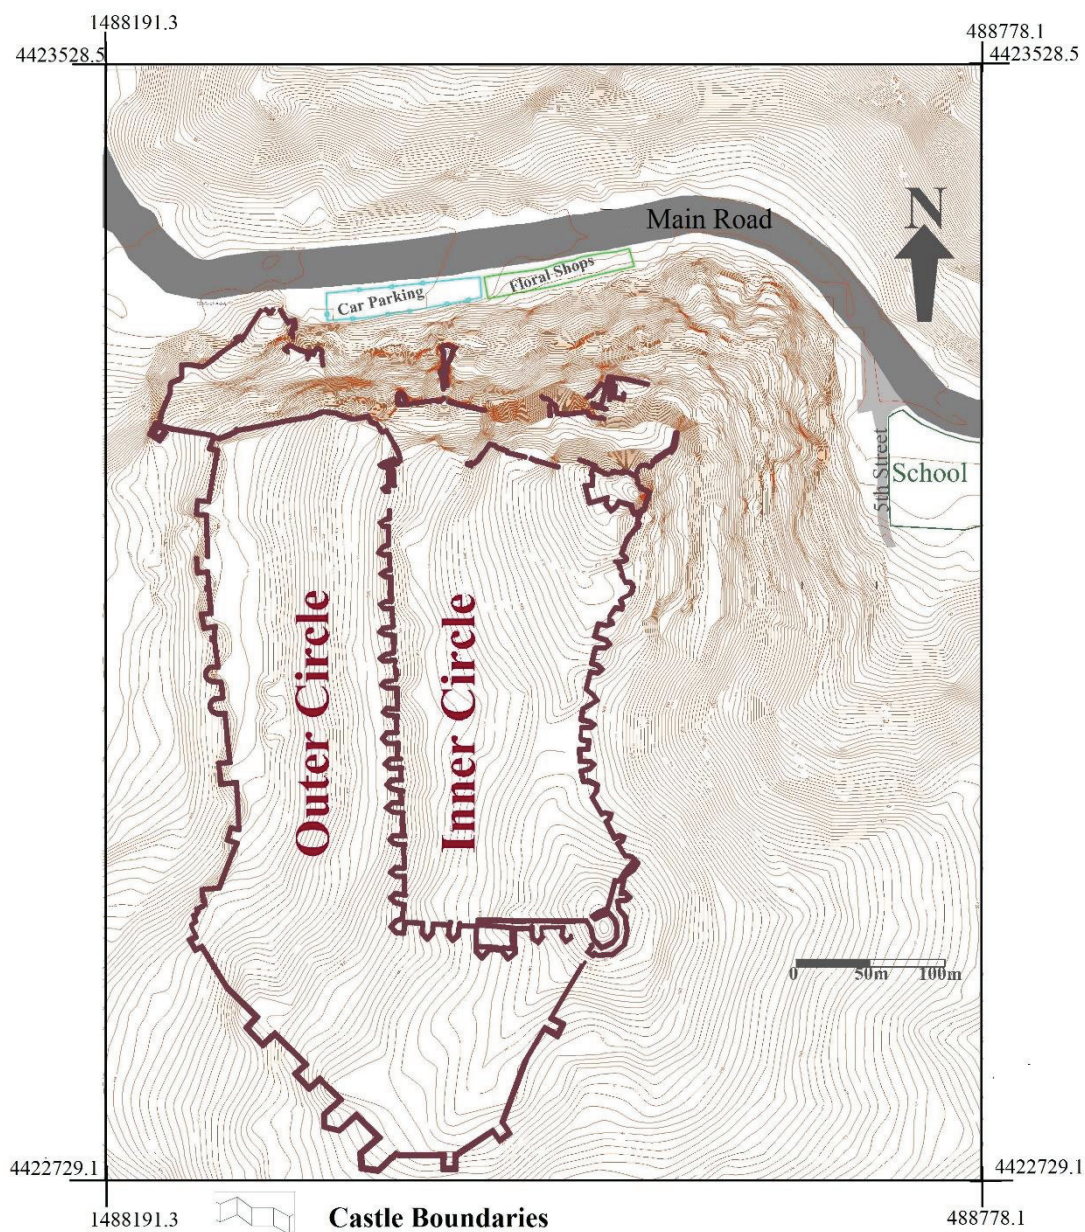 1488191.3
488778.1
4423528.5
4423528.5
N
Main Road
Floral Shops
Car Parking
5th Street
School
Outer Circle
Inner Circle
0 50m 100m
4422729.1
4422729.1
1488191.3
488778.1
Castle Boundaries